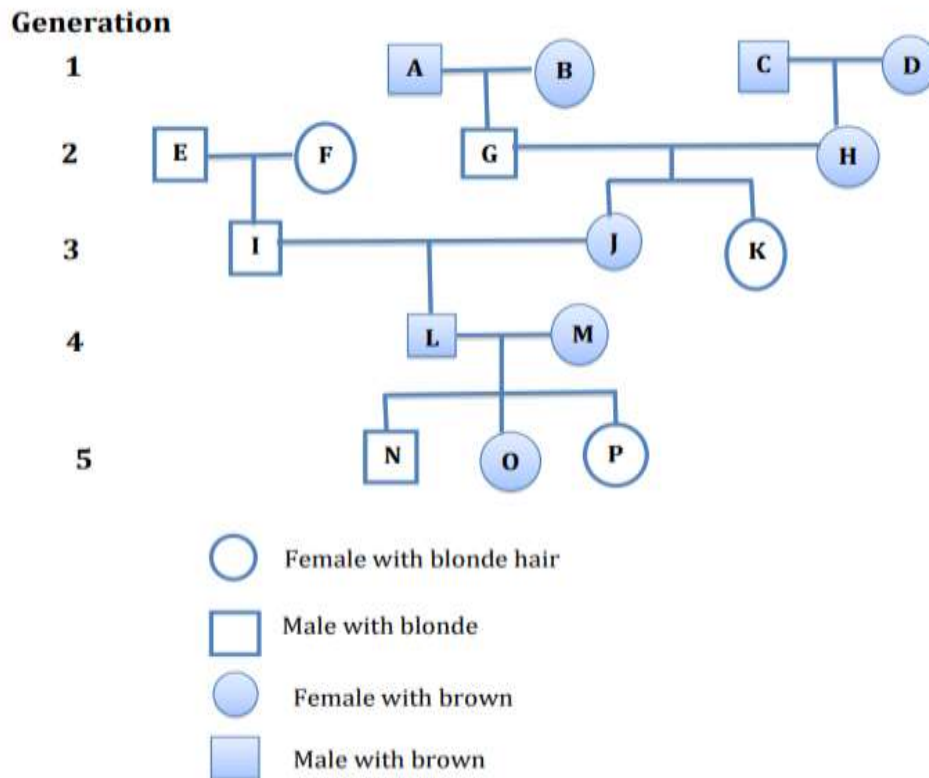 Generation
1 A B C D
2 E F G H
3 I J K
4 L M
5 N O P
Female with blonde hair
Male with blonde
Female with brown
Male with brown